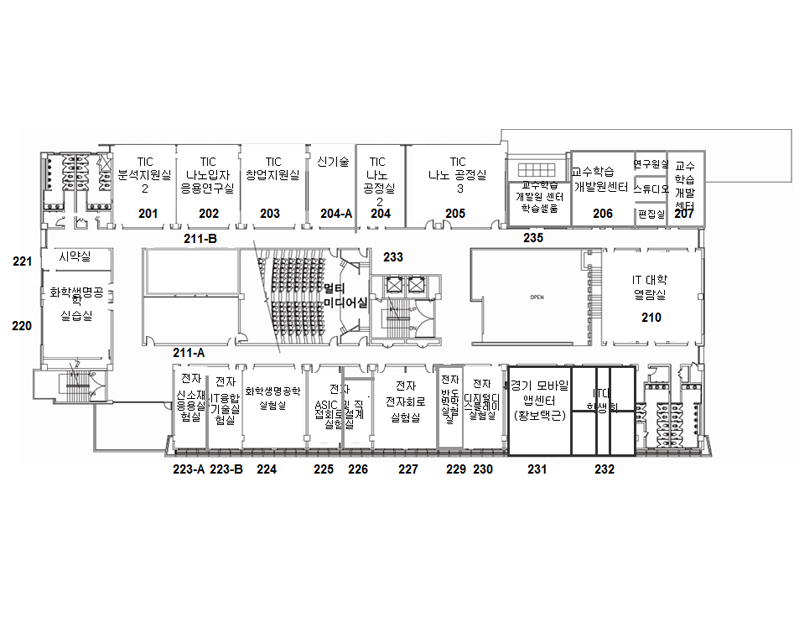 TIC
분석지원실
2
201
TIC
나노입자
응용연구실
202
TIC
창업지원실
203
신기술
204-A
TIC
나노
공정실
2
204
TIC
나노 공정실
3
205
교수학습
개발원 센터
학습셀룸
교수학습
개발원센터
206
연구원실
스튜디오
편집실
교수
학습
개발
센터
207
211-B
233
235
221
시약실
220
화학생명공
학
실습실
멀티
미디어실
OPEN
IT 대학
열람실
210
211-A
전자
신소재
응용실
험실
223-A
전자
IT융합
기술실
험실
223-B
화학생명공학
실험실
224
전자
ASIC 및 직
접회로설계
실험실
225
226
전자
전자회로
실험실
227
전자
반도
박막
실험
실
229
전자
디지털디
스플레이
실험실
230
경기 모바일
앱센터
(황보택근)
231
IT대
학생회
232